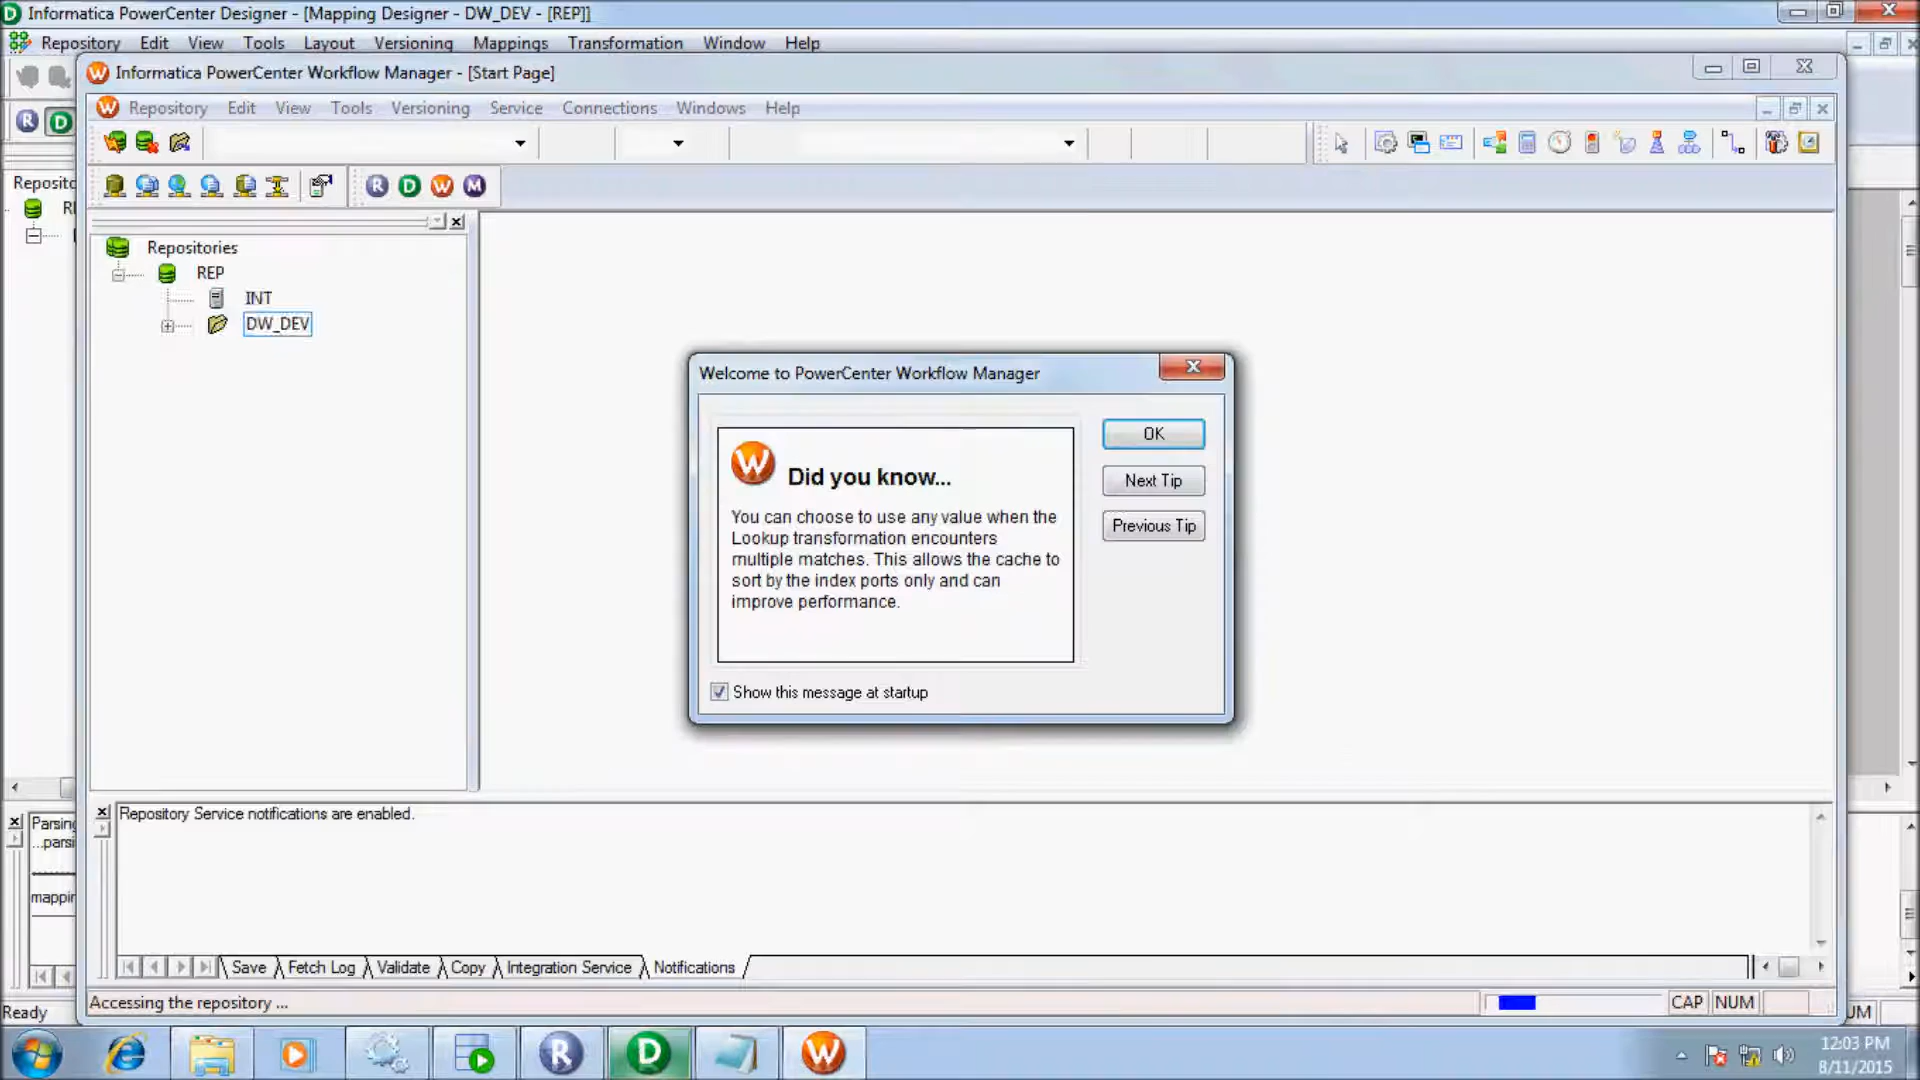 Informatica PowerCenter Designer - [Mapping Designer - DW_DEV - [REP]]
Repository Edit View Tools Layout Versioning Mappings Transformation Window Help
Informatica PowerCenter Workflow Manager - [Start Page]
Repository Edit View Tools Versioning Service Connections Windows Help
R D
R D W M
Reposito
Repositories
REP
INT
DW_DEV
Welcome to PowerCenter Workflow Manager
Did you know...
You can choose to use any value when the
Lookup transformation encounters
multiple matches. This allows the cache to
sort by the index ports only and can
improve performance.
OK
Next Tip
Previous Tip
Show this message at startup
Parsing
...parsi
mappin
Repository Service notifications are enabled.
Save Fetch Log Validate Copy Integration Service Notifications
Accessing the repository ...
CAP NUM
Ready
UM
R D W
12:03 PM
8/11/2015